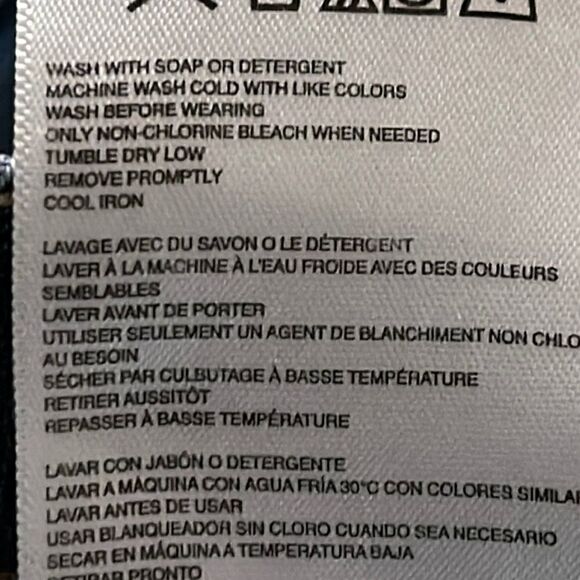 WASH WITH SOAP OR DETERGENT
MACHINE WASH COLD WITH LIKE COLORS
WASH BEFORE WEARING
ONLY NON-CHLORINE BLEACH WHEN NEEDED
TUMBLE DRY LOW
REMOVE PROMPTLY
COOL IRON
LAVAGE AVEC DU SAVON O LE DÉTERGENT
LAVER À LA MACHINE À L'EAU FROIDE AVEC DES COULEURS
SEMBLABLES
LAVER AVANT DE PORTER
UTILISER SEULEMENT UN AGENT DE BLANCHIMENT NON CHLO
AU BESOIN
SÉCHER PAR CULBUTAGE À BASSE TEMPÉRATURE
RETIRER AUSSITÔT
REPASSER À BASSE TEMPÉRATURE
LAVAR CON JABÓN O DETERGENTE
LAVAR A MÁQUINA CON AGUA FRÍA 30°C CON COLORES SIMILAR
LAVAR ANTES DE USAR
USAR BLANQUEADOR SIN CLORO CUANDO SEA NECESARIO
SECAR EN MÁQUINA A TEMPERATURA BAJA
RETIRAR PRONTO